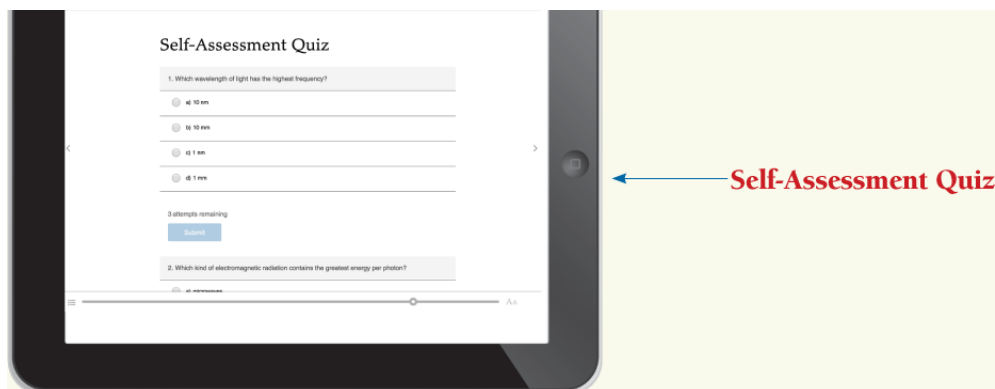 Self-Assessment Quiz
1. Which wavelength of light has the highest frequency?
a) 10 nm
b) 10 mm
c) 1 nm
d) 1 mm
3 attempts remaining
Submit
2. Which kind of electromagnetic radiation contains the greatest energy per photon?
a) microwaves
AA
Self-Assessment Quiz